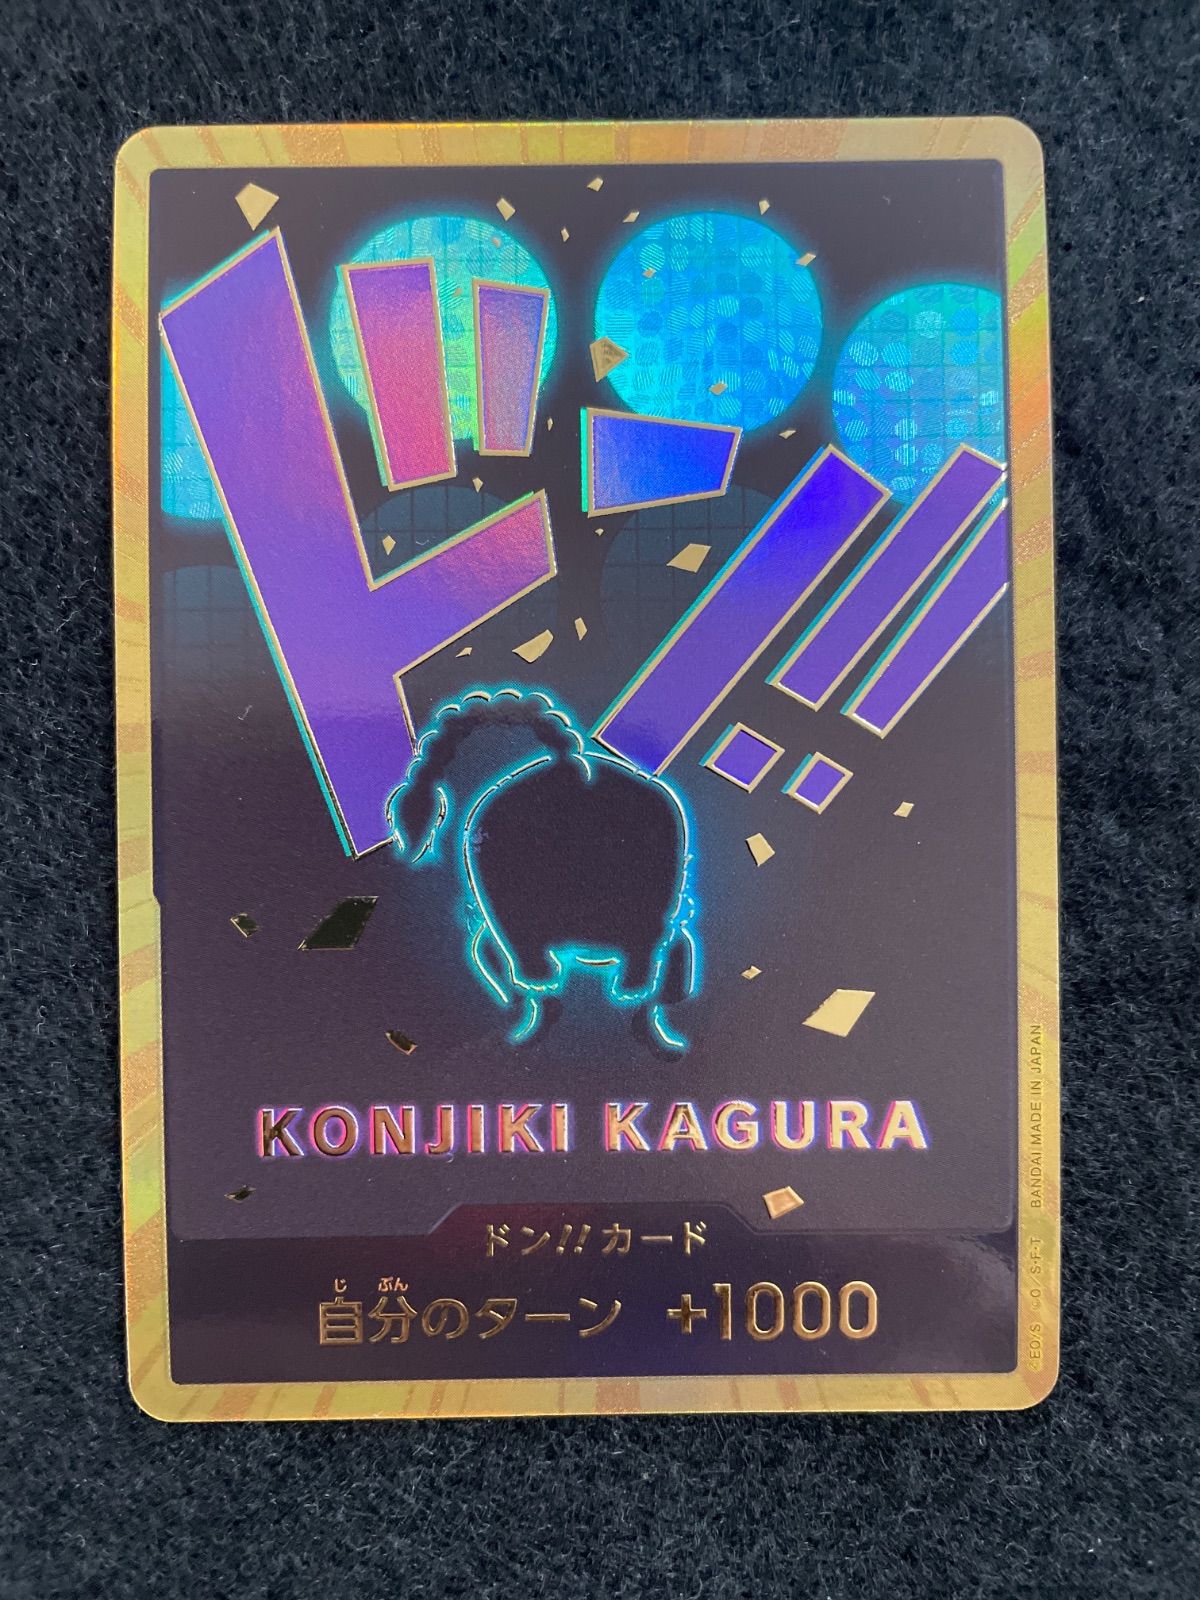 ドン!!
KONJIKI KAGURA
ドン!!カード
じ ぶん
自分のターン +1000
©EO/S ©O/S・F・T BANDAI MADE IN JAPAN